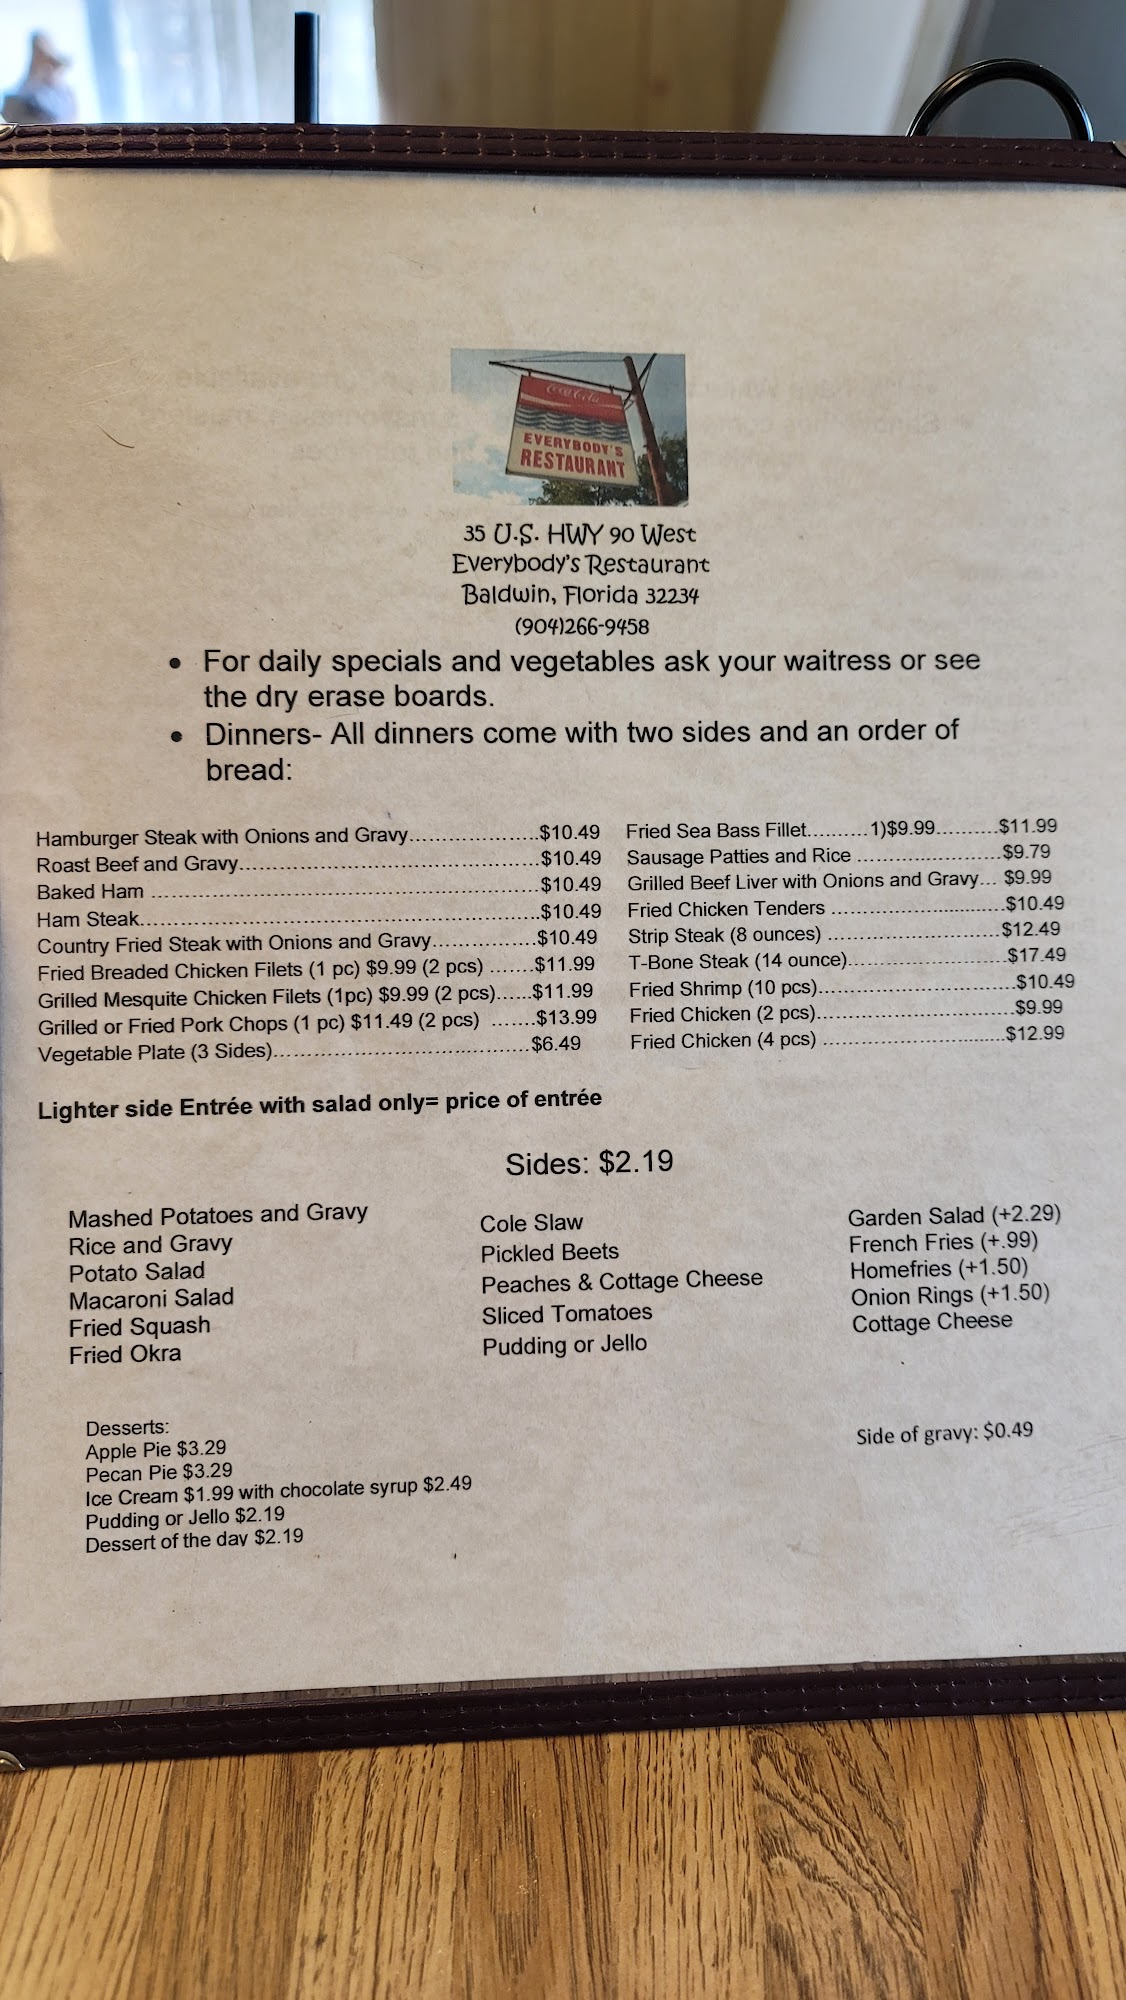 Coca-Cola
EVERYBODY'S
RESTAURANT
35 U.S. HWY 90 West
Everybody's Restaurant
Baldwin, Florida 32234
(904)266-9458
• For daily specials and vegetables ask your waitress or see
the dry erase boards.
• Dinners- All dinners come with two sides and an order of
bread:
Hamburger Steak with Onions and Gravy.....................$10.49
Roast Beef and Gravy.....................$10.49
Baked Ham .....................$10.49
Ham Steak.....................$10.49
Country Fried Steak with Onions and Gravy.................$10.49
Fried Breaded Chicken Filets (1 pc) $9.99 (2 pcs) .......$11.99
Grilled Mesquite Chicken Filets (1pc) $9.99 (2 pcs)......$11.99
Grilled or Fried Pork Chops (1 pc) $11.49 (2 pcs) .......$13.99
Vegetable Plate (3 Sides).....................$6.49
Fried Sea Bass Fillet..........1)$9.99..........$11.99
Sausage Patties and Rice .....................$9.79
Grilled Beef Liver with Onions and Gravy... $9.99
Fried Chicken Tenders .....................$10.49
Strip Steak (8 ounces) .....................$12.49
T-Bone Steak (14 ounce).....................$17.49
Fried Shrimp (10 pcs).....................$10.49
Fried Chicken (2 pcs).....................$9.99
Fried Chicken (4 pcs) .....................$12.99
Lighter side Entrée with salad only= price of entrée
Sides: $2.19
Mashed Potatoes and Gravy
Rice and Gravy
Potato Salad
Macaroni Salad
Fried Squash
Fried Okra
Cole Slaw
Pickled Beets
Peaches & Cottage Cheese
Sliced Tomatoes
Pudding or Jello
Garden Salad (+2.29)
French Fries (+.99)
Homefries (+1.50)
Onion Rings (+1.50)
Cottage Cheese
Desserts:
Apple Pie $3.29
Pecan Pie $3.29
Ice Cream $1.99 with chocolate syrup $2.49
Pudding or Jello $2.19
Dessert of the day $2.19
Side of gravy: $0.49